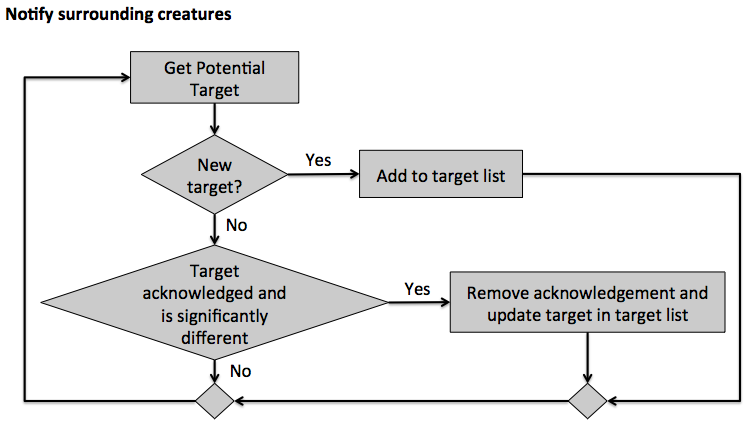 Notify surrounding creatures
Get Potential
Target
New
target?
Yes
Add to target list
No
Target
acknowledged and
is significantly
different
Yes
Remove acknowledgement and
update target in target list
No